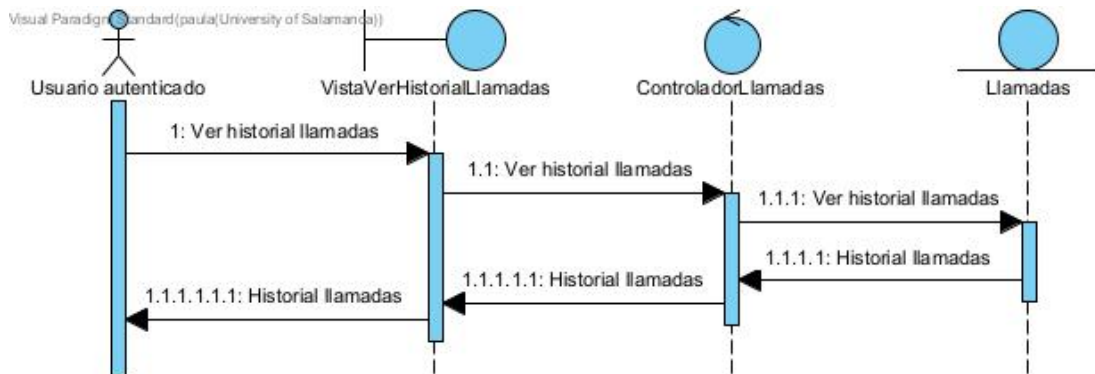 Visual Paradigm Standard(paula(University of Salamanca))
Usuario autenticado
VistaVerHistorialLlamadas
ControladorLlamadas
Llamadas
1: Ver historial llamadas
1.1: Ver historial llamadas
1.1.1: Ver historial llamadas
1.1.1.1: Historial llamadas
1.1.1.1.1: Historial llamadas
1.1.1.1.1.1: Historial llamadas